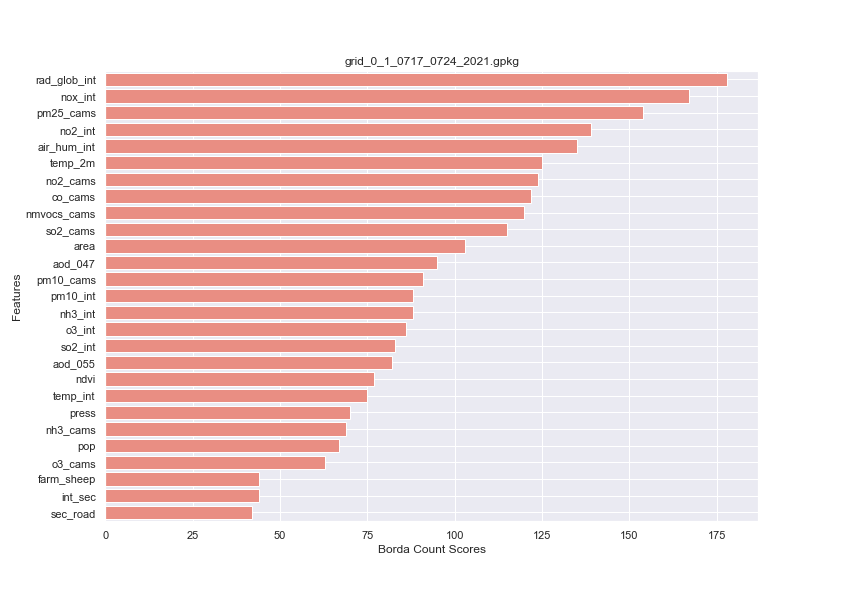 grid_0_1_0717_0724_2021.gpkg
rad_glob_int
nox_int
pm25_cams
no2_int
air_hum_int
temp_2m
no2_cams
co_cams
nmvocs_cams
so2_cams
area
aod_047
pm10_cams
pm10_int
nh3_int
o3_int
so2_int
aod_055
ndvi
temp_int
press
nh3_cams
pop
o3_cams
farm_sheep
int_sec
sec_road
Features
0 25 50 75 100 125 150 175
Borda Count Scores